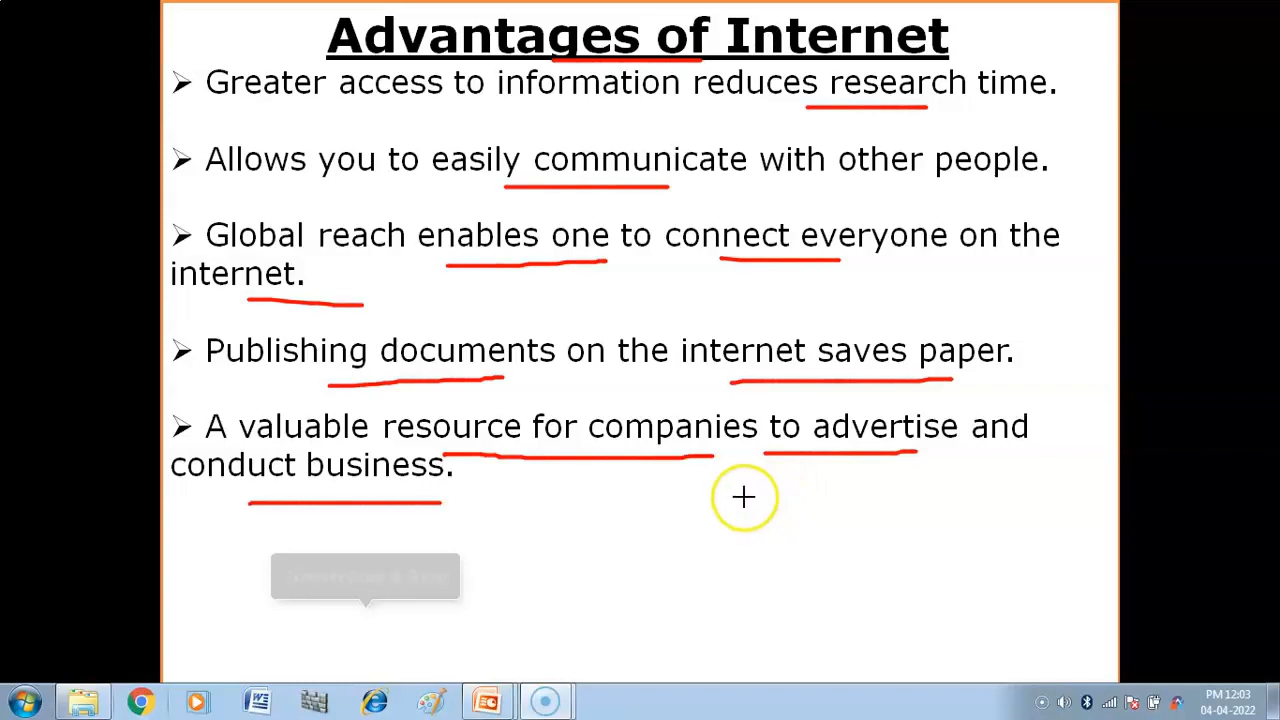 Advantages of Internet
➢ Greater access to information reduces research time.
➢ Allows you to easily communicate with other people.
➢ Global reach enables one to connect everyone on the
internet.
➢ Publishing documents on the internet saves paper.
➢ A valuable resource for companies to advertise and
conduct business.
PM 12:03
04-04-2022